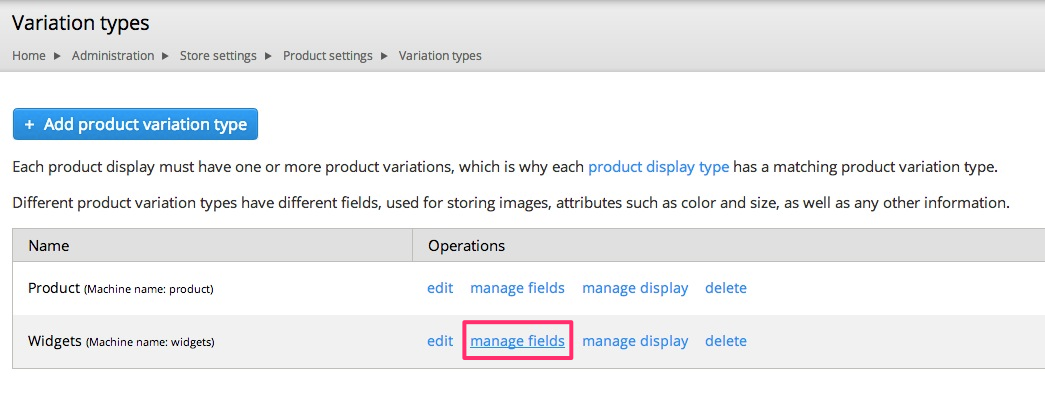 Variation types
Home ▶ Administration ▶ Store settings ▶ Product settings ▶ Variation types
+ Add product variation type
Each product display must have one or more product variations, which is why each product display type has a matching product variation type.
Different product variation types have different fields, used for storing images, attributes such as color and size, as well as any other information.
Name Operations
Product (Machine name: product) edit manage fields manage display delete
Widgets (Machine name: widgets) edit manage fields manage display delete